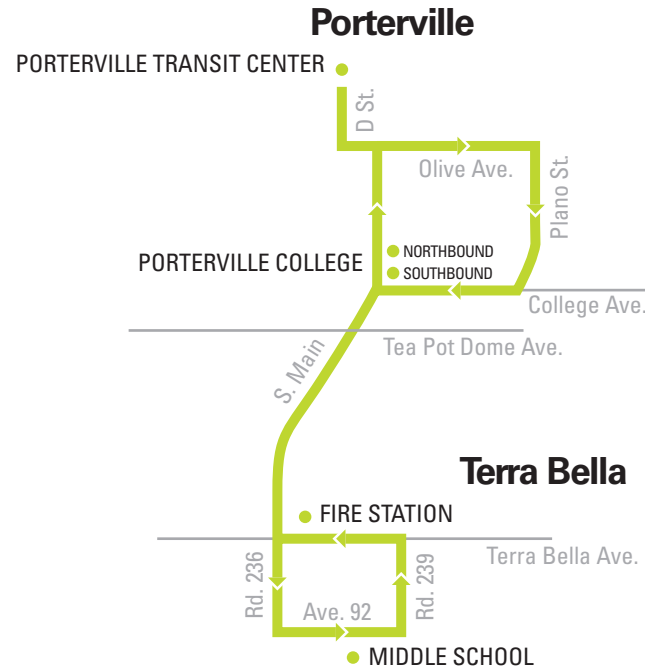 Porterville
PORTERVILLE TRANSIT CENTER
D St.
Olive Ave.
Plano St.
PORTERVILLE COLLEGE
NORTHBOUND
SOUTHBOUND
College Ave.
Tea Pot Dome Ave.
S. Main
Terra Bella
FIRE STATION
Terra Bella Ave.
Rd. 236
Ave. 92
Rd. 239
MIDDLE SCHOOL